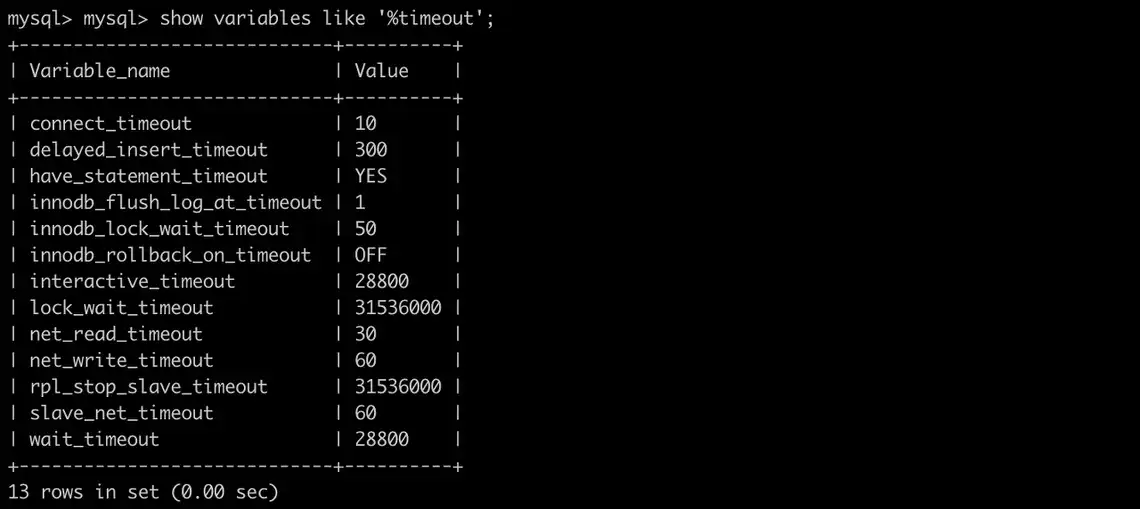 mysql> mysql> show variables like '%timeout';
+-----------------------------+----------+
| Variable_name               | Value    |
+-----------------------------+----------+
| connect_timeout             | 10       |
| delayed_insert_timeout      | 300      |
| have_statement_timeout      | YES      |
| innodb_flush_log_at_timeout | 1        |
| innodb_lock_wait_timeout    | 50       |
| innodb_rollback_on_timeout  | OFF      |
| interactive_timeout         | 28800    |
| lock_wait_timeout           | 31536000 |
| net_read_timeout            | 30       |
| net_write_timeout           | 60       |
| rpl_stop_slave_timeout      | 31536000 |
| slave_net_timeout           | 60       |
| wait_timeout                | 28800    |
+-----------------------------+----------+
13 rows in set (0.00 sec)